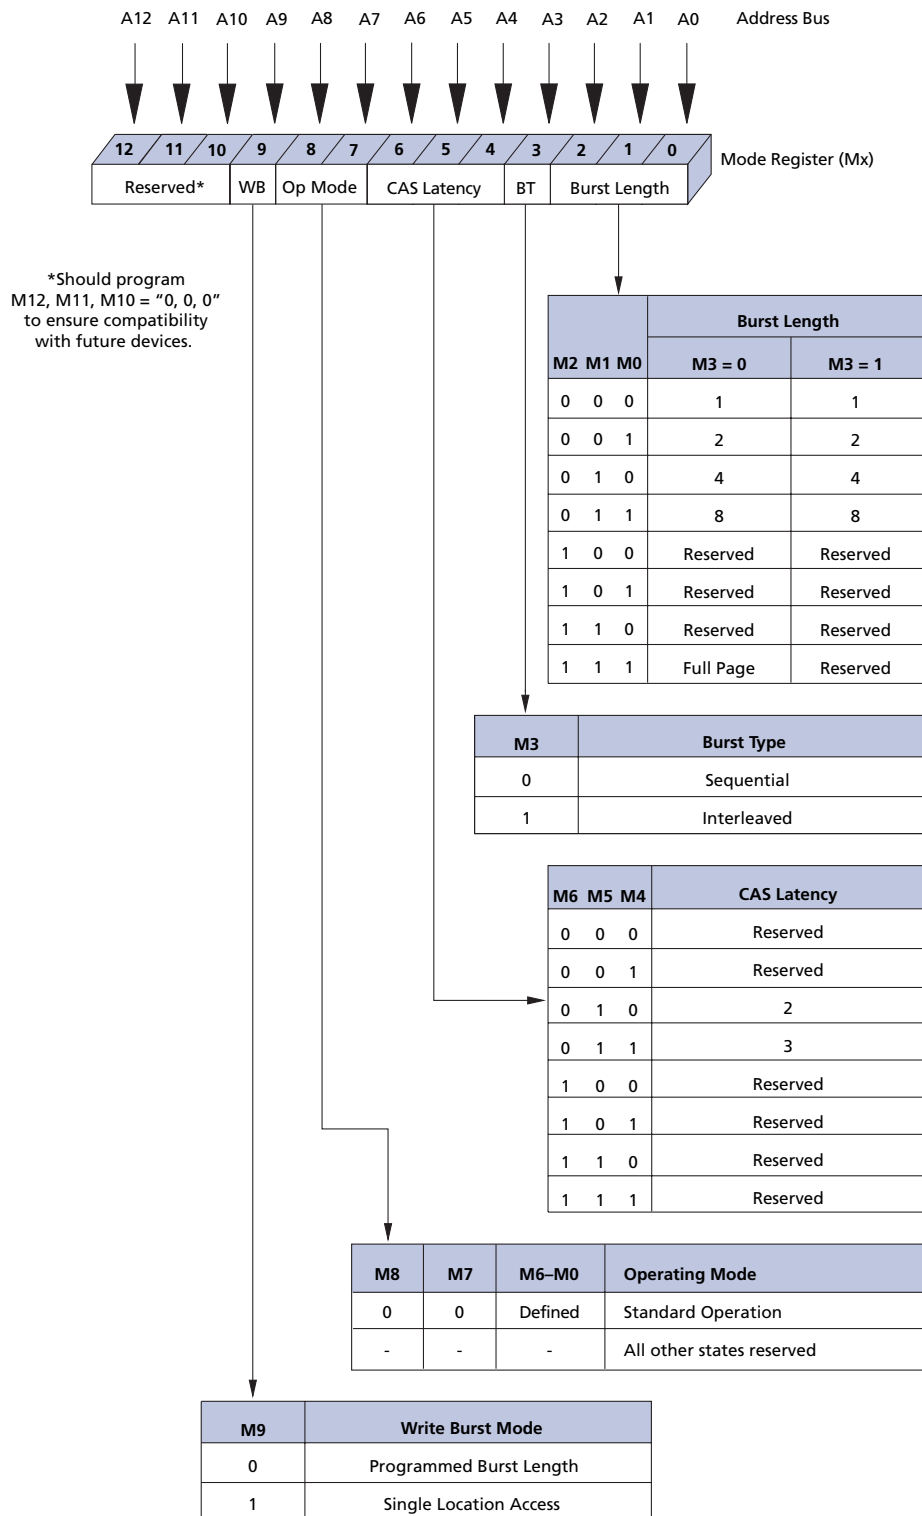 A12 A11 A10 A9 A8 A7 A6 A5 A4 A3 A2 A1 A0 Address Bus
12 11 10 9 8 7 6 5 4 3 2 1 0
Mode Register (Mx)
Reserved* WB Op Mode CAS Latency BT Burst Length
*Should program
M12, M11, M10 = “0, 0, 0”
to ensure compatibility
with future devices.
Burst Length
M2 M1 M0 M3 = 0 M3 = 1
0 0 0 1 1
0 0 1 2 2
0 1 0 4 4
0 1 1 8 8
1 0 0 Reserved Reserved
1 0 1 Reserved Reserved
1 1 0 Reserved Reserved
1 1 1 Full Page Reserved
M3 Burst Type
0 Sequential
1 Interleaved
M6 M5 M4 CAS Latency
0 0 0 Reserved
0 0 1 Reserved
0 1 0 2
0 1 1 3
1 0 0 Reserved
1 0 1 Reserved
1 1 0 Reserved
1 1 1 Reserved
M8 M7 M6–M0 Operating Mode
0 0 Defined Standard Operation
- - - All other states reserved
M9 Write Burst Mode
0 Programmed Burst Length
1 Single Location Access